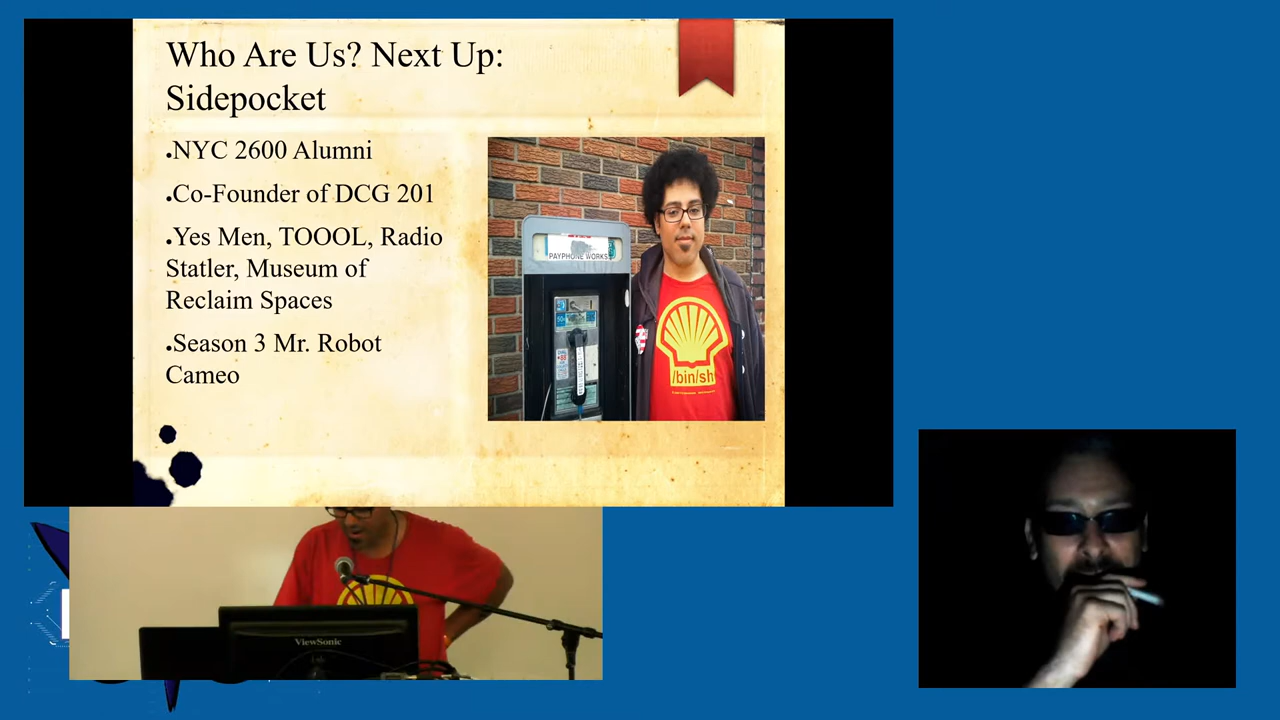 Who Are Us? Next Up:
Sidepocket
●NYC 2600 Alumni
●Co-Founder of DCG 201
●Yes Men, TOOOL, Radio
Statler, Museum of
Reclaim Spaces
●Season 3 Mr. Robot
Cameo
PAYPHONE WORKS
/bin/sh
ViewSonic